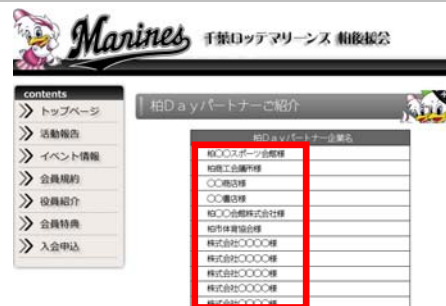 Marines 千葉ロッテマリーンズ 柏後援会
contents
トップページ
活動報告
イベント情報
会員規約
役員紹介
会員特典
入会申込
柏Dayパートナーご紹介
柏Dayパートナー企業名
柏〇〇スポーツ会館様
柏商工会議所様
〇〇商店様
〇〇書店様
柏〇〇会館株式会社様
柏市体育協会様
株式会社〇〇〇〇様
株式会社〇〇〇〇様
株式会社〇〇〇〇様
株式会社〇〇〇〇様